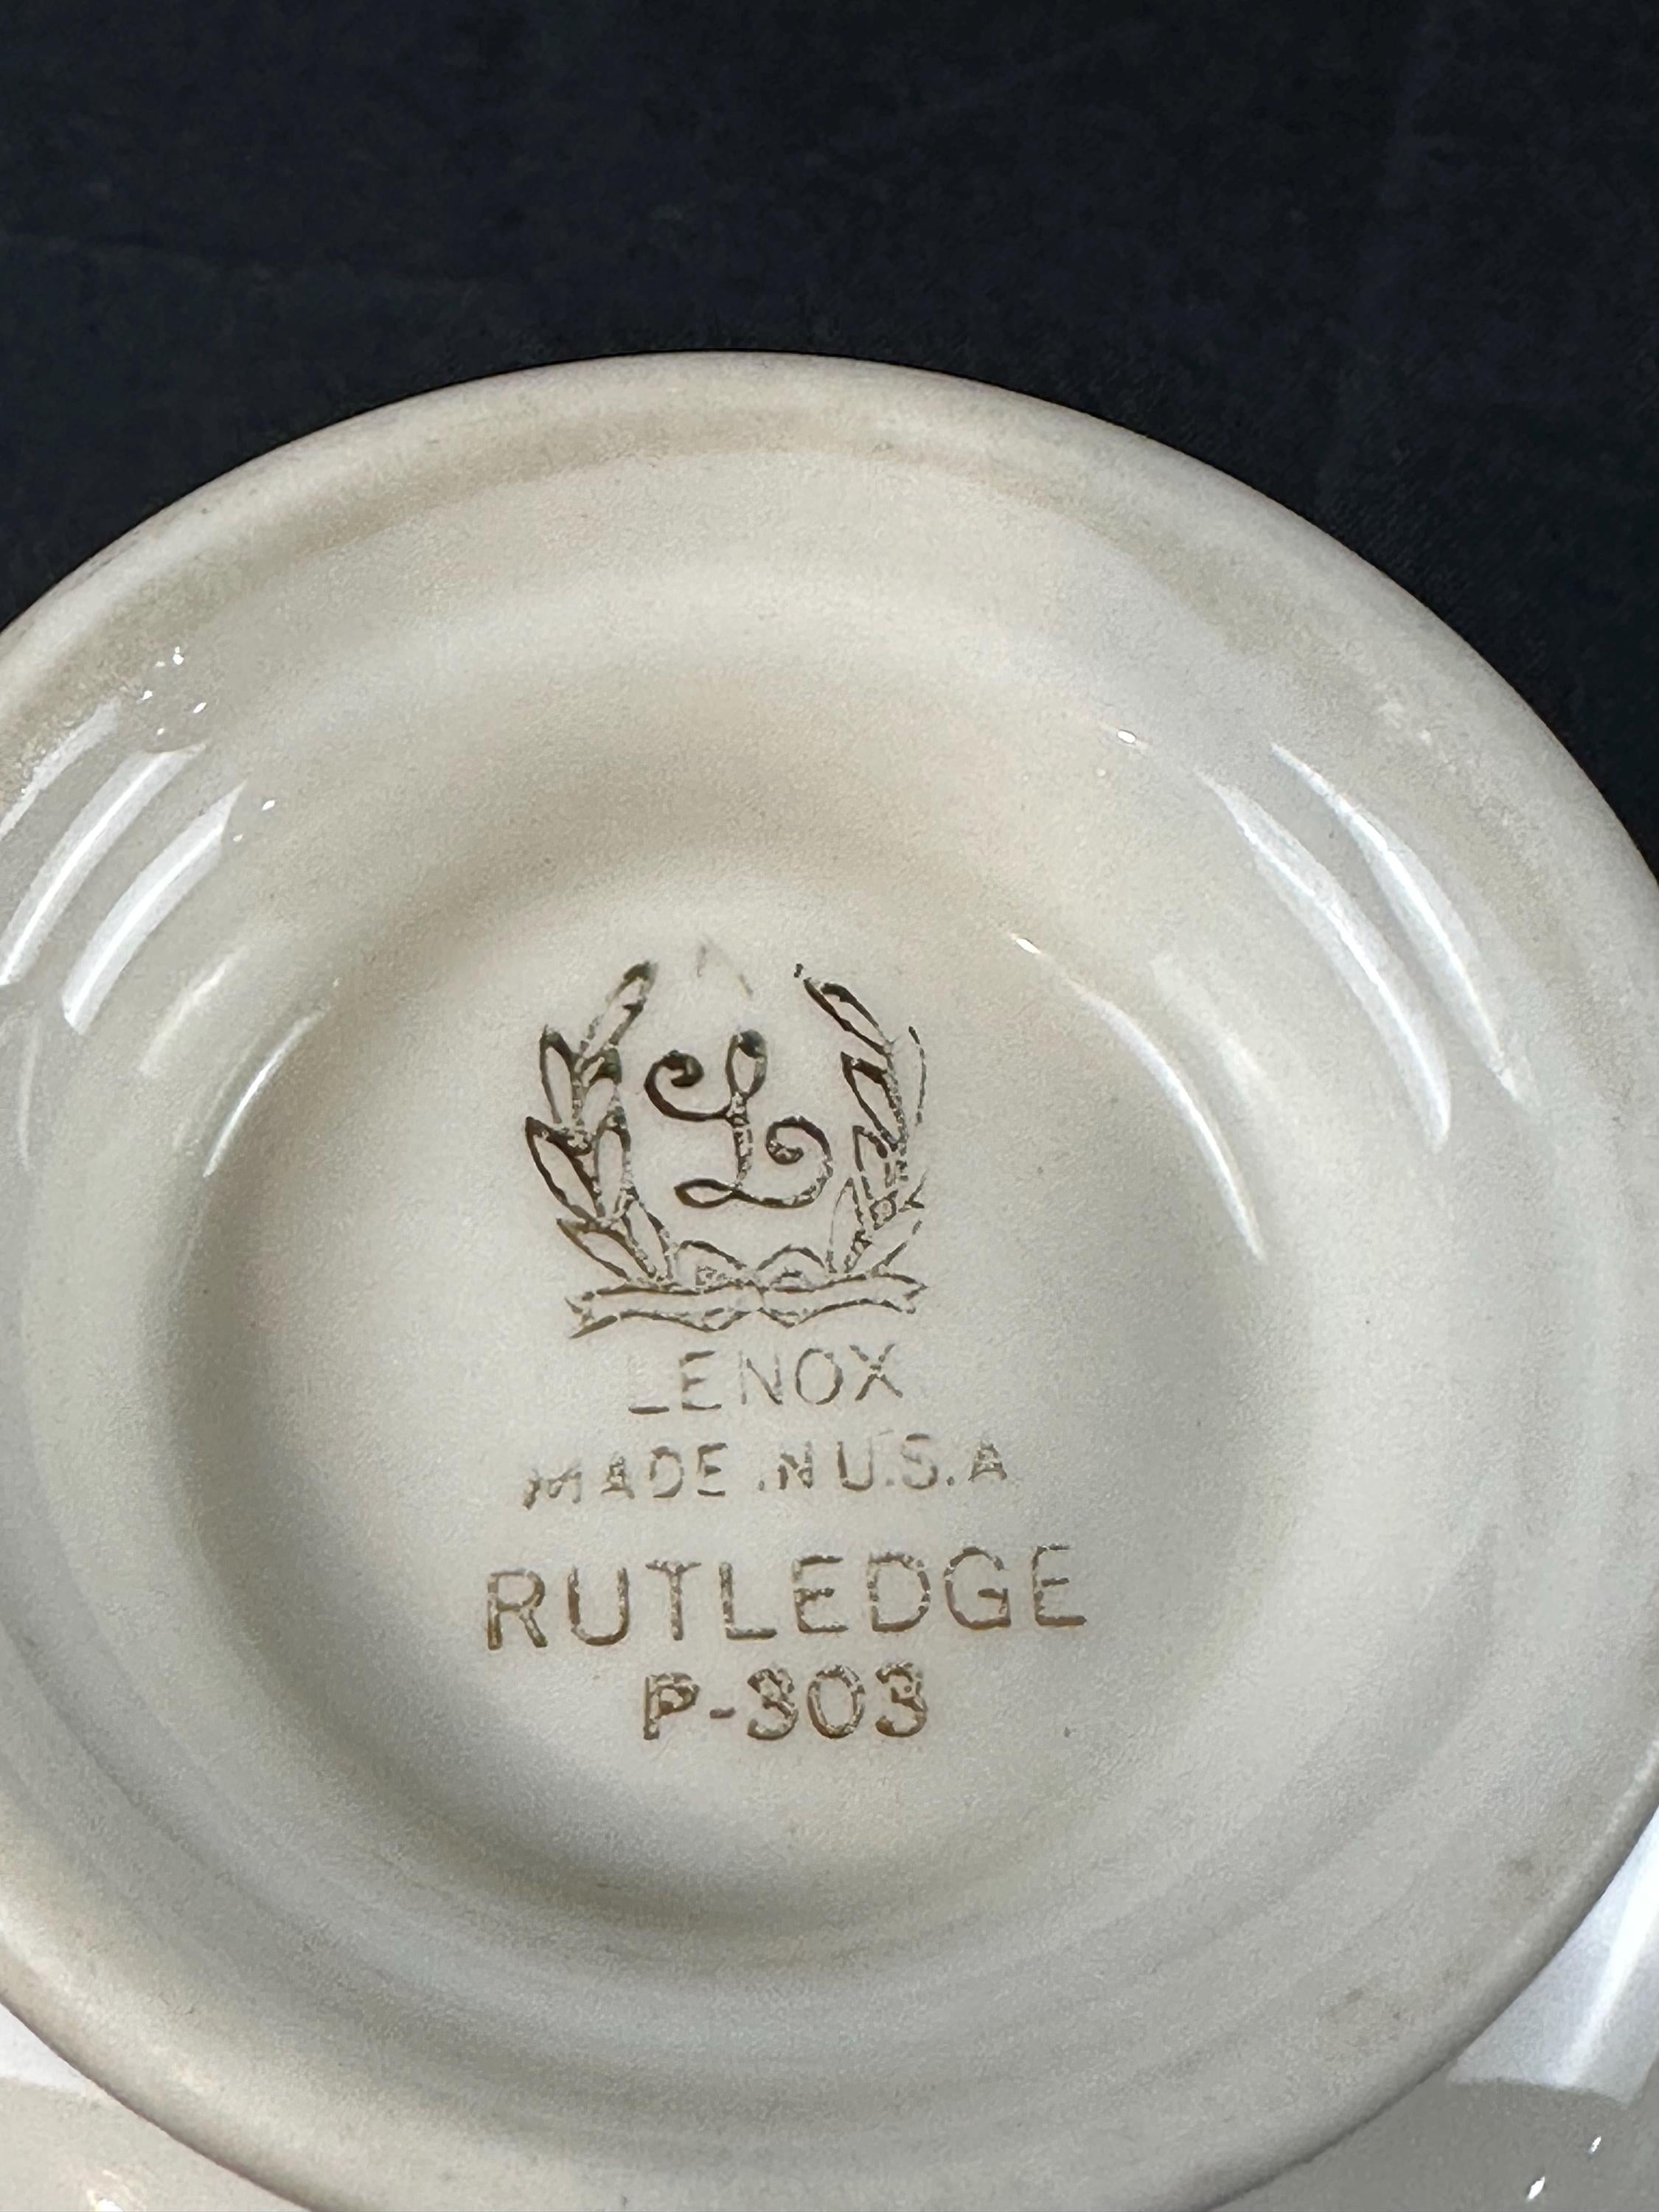 L
LENOX
MADE IN U.S.A
RUTLEDGE
P-303